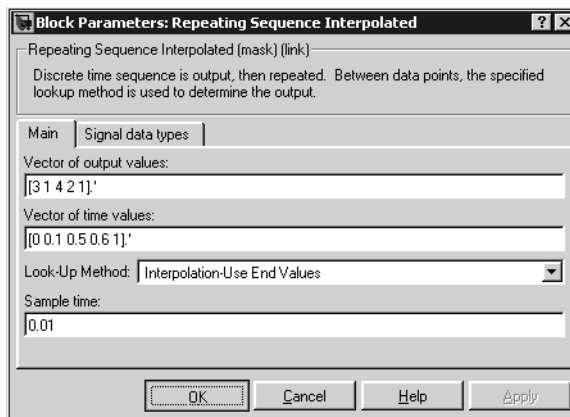 Block Parameters: Repeating Sequence Interpolated
Repeating Sequence Interpolated (mask) (link)
Discrete time sequence is output, then repeated. Between data points, the specified
lookup method is used to determine the output.
Main Signal data types
Vector of output values:
[3 1 4 2 1].'
Vector of time values:
[0 0.1 0.5 0.6 1].'
Look-Up Method: Interpolation-Use End Values
Sample time:
0.01
OK Cancel Help Apply